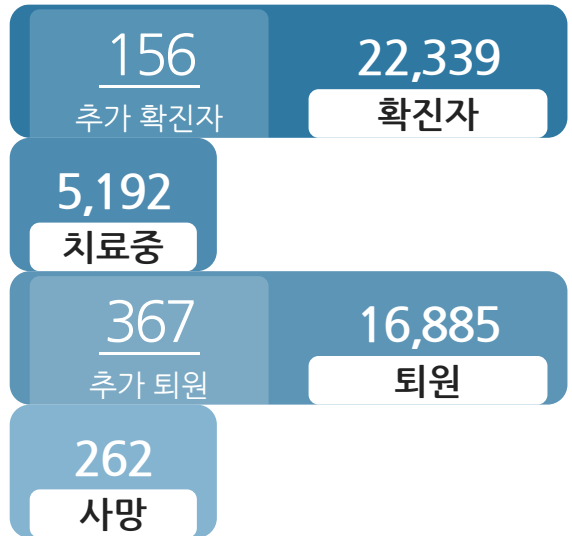 156
추가 확진자
22,339
확진자
5,192
치료중
367
추가 퇴원
16,885
퇴원
262
사망